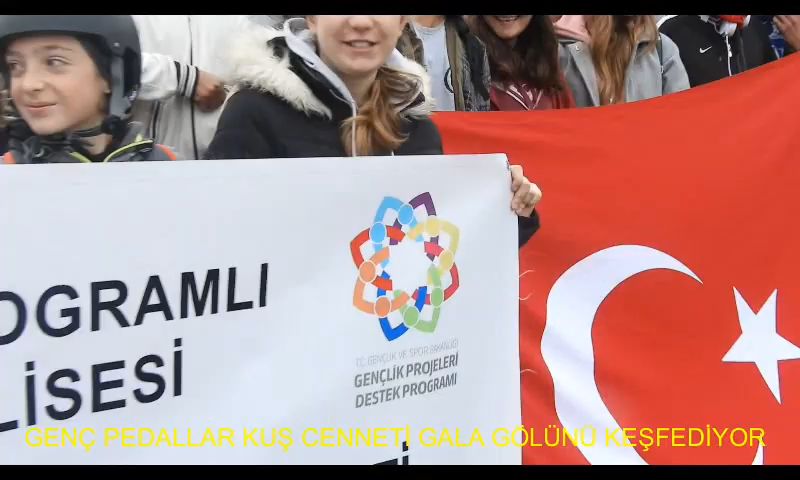 OGRAMLI
LİSESİ
T.C. GENÇLİK VE SPOR BAKANLIĞI
GENÇLİK PROJELERİ
DESTEK PROGRAMI
GENÇ PEDALLAR KUŞ CENNETİ GALA GÖLÜNÜ KEŞFEDİYOR